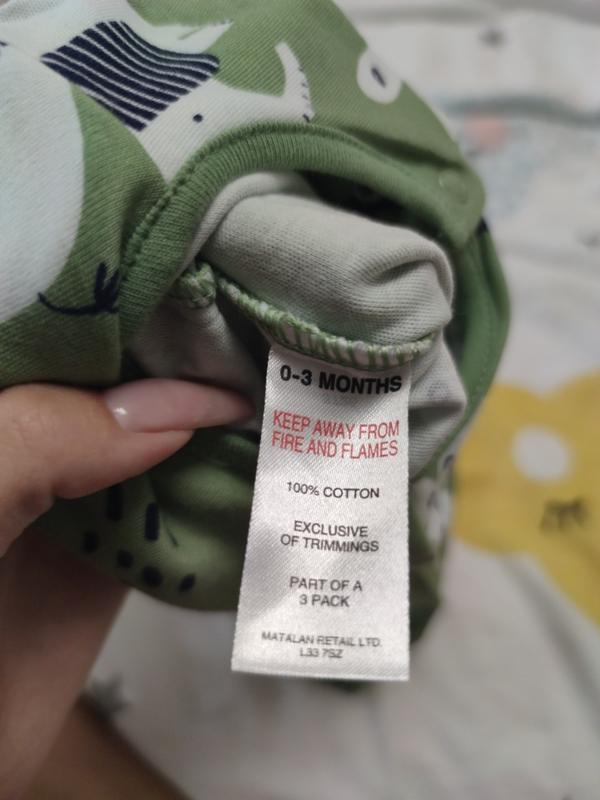 0-3 MONTHS
KEEP AWAY FROM
FIRE AND FLAMES
100% COTTON
EXCLUSIVE
OF TRIMMINGS
PART OF A
3 PACK
MATALAN RETAIL LTD.
L33 7SZ